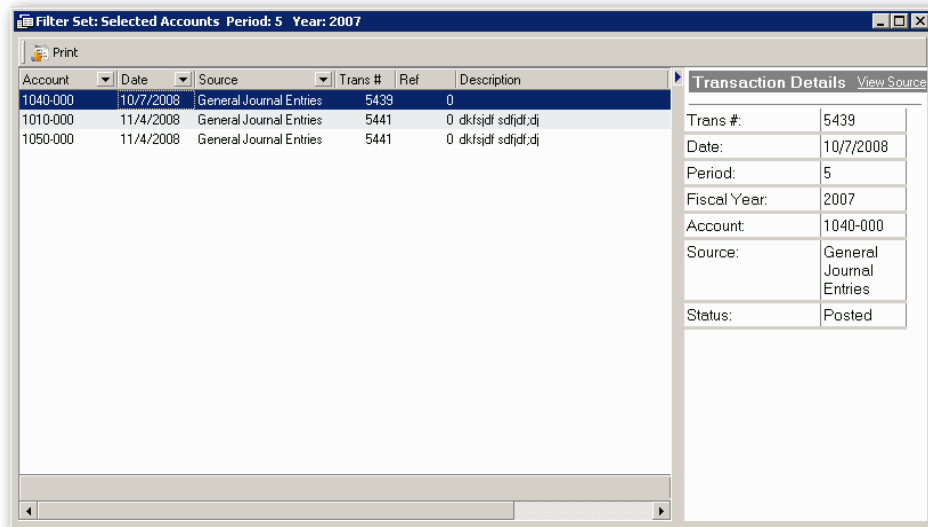 Filter Set: Selected Accounts Period: 5 Year: 2007
Print
Account Date Source Trans # Ref Description
1040-000 10/7/2008 General Journal Entries 5439 0
1010-000 11/4/2008 General Journal Entries 5441 0 dkfsjdf sdfjdf;dj
1050-000 11/4/2008 General Journal Entries 5441 0 dkfsjdf sdfjdf;dj
Transaction Details View Source
Trans #: 5439
Date: 10/7/2008
Period: 5
Fiscal Year: 2007
Account: 1040-000
Source: General
Journal
Entries
Status: Posted